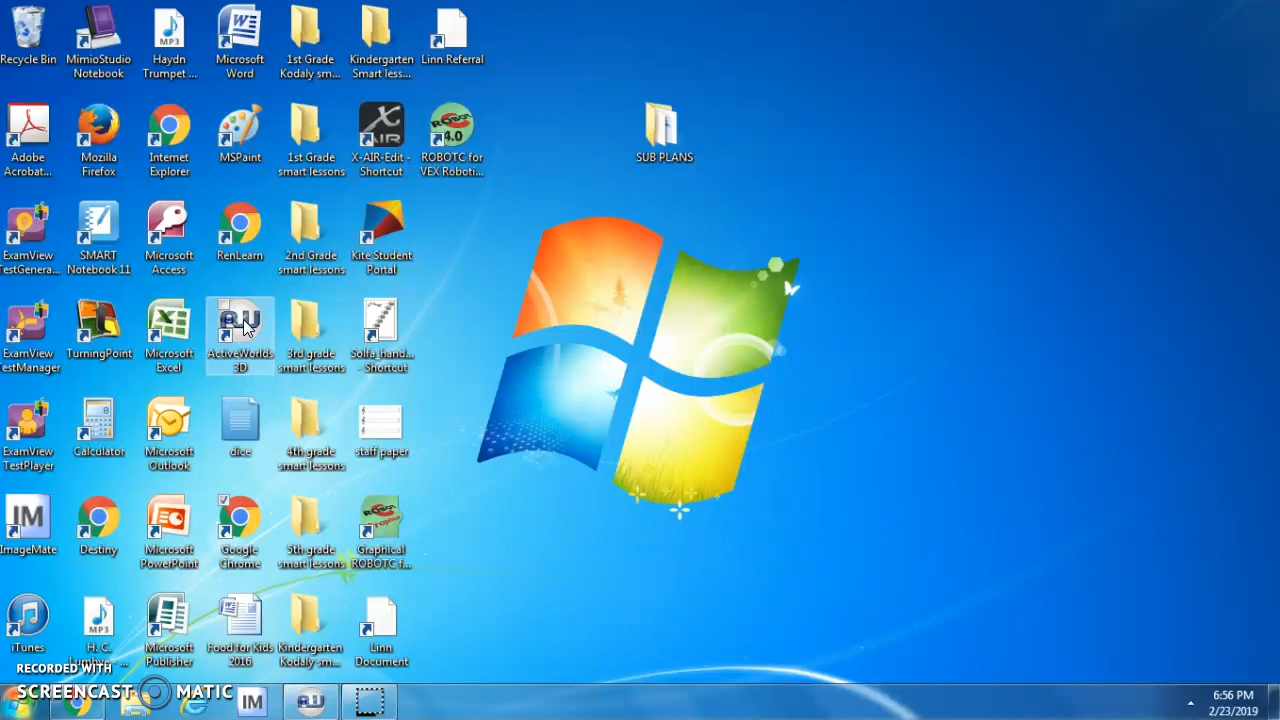 Recycle Bin
MimioStudio
Notebook
Haydn
Trumpet ...
Microsoft
Word
1st Grade
Kodaly sm...
Kindergarten
Smart less...
Linn Referral
Adobe
Acrobat...
Mozilla
Firefox
Internet
Explorer
MSPaint
1st Grade
smart lessons
X-AIR-Edit -
Shortcut
ROBOTC for
VEX Roboti...
SUB PLANS
ExamView
TestGenera...
SMART
Notebook 11
Microsoft
Access
RenLearn
2nd Grade
smart lessons
Kite Student
Portal
ExamView
TestManager
TurningPoint
Microsoft
Excel
ActiveWorlds
3D
3rd grade
smart lessons
Solfa_hand...
- Shortcut
ExamView
TestPlayer
Calculator
Microsoft
Outlook
dice
4th grade
smart lessons
staff paper
IM
ImageMate
Destiny
Microsoft
PowerPoint
Google
Chrome
5th grade
smart lessons
Graphical
ROBOTC f...
iTunes
MP3
H. C.
Microsoft
Publisher
Food for Kids
2016
Kindergarten
Kodaly sm...
Linn
Document
RECORDED WITH
SCREENCAST MATIC
IM
6:56 PM
2/23/2019